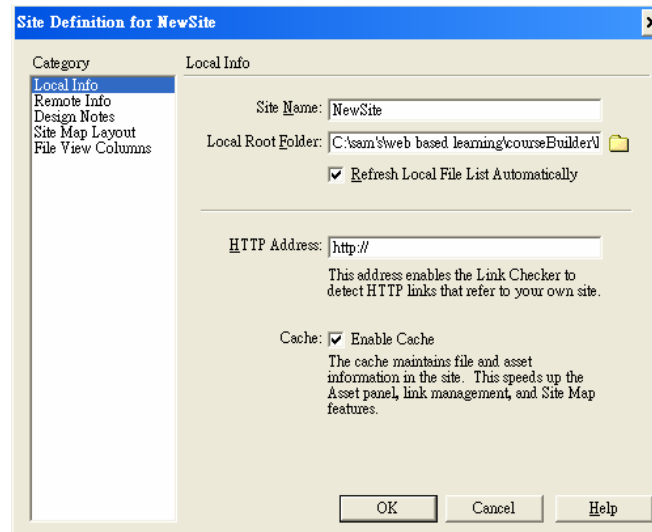 Site Definition for NewSite
Category
Local Info
Remote Info
Design Notes
Site Map Layout
File View Columns
Local Info
Site Name: NewSite
Local Root Folder: C:\sam's\web based learning\courseBuilder\
Refresh Local File List Automatically
HTTP Address: http://
This address enables the Link Checker to
detect HTTP links that refer to your own site.
Cache: Enable Cache
The cache maintains file and asset
information in the site. This speeds up the
Asset panel, link management, and Site Map
features.
OK Cancel Help